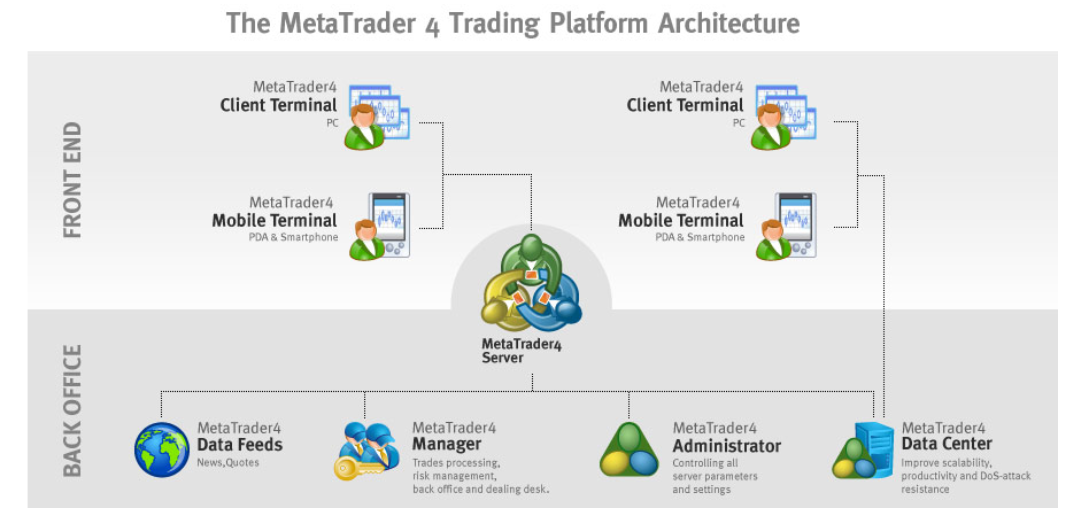 The MetaTrader 4 Trading Platform Architecture
FRONT END
MetaTrader4
Client Terminal
PC
MetaTrader4
Mobile Terminal
PDA & Smartphone
MetaTrader4
Client Terminal
PC
MetaTrader4
Mobile Terminal
PDA & Smartphone
MetaTrader4
Server
BACK OFFICE
MetaTrader4
Data Feeds
News,Quotes
MetaTrader4
Manager
Trades processing,
risk management,
back office and dealing desk.
MetaTrader4
Administrator
Controlling all
server parameters
and settings
MetaTrader4
Data Center
Improve scalability,
productivity and DoS-attack
resistance